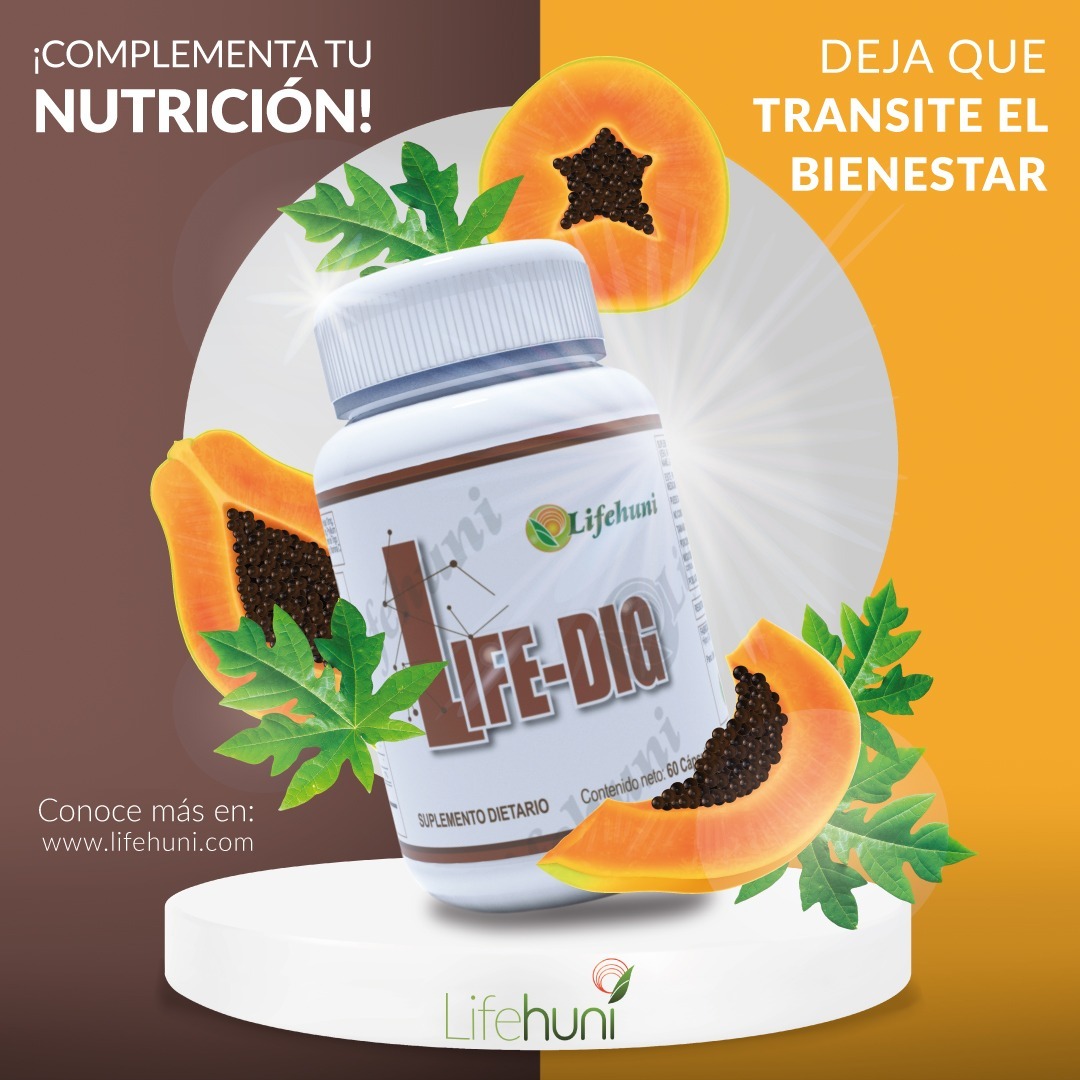 ¡COMPLEMENTA TU
NUTRICIÓN!
DEJA QUE
TRANSITE EL
BIENESTAR
Lifehuni
LIFE-DIG
SUPLEMENTO DIETARIO
Contenido neto: 60
Conoce más en:
www.lifehuni.com
Lifehuni